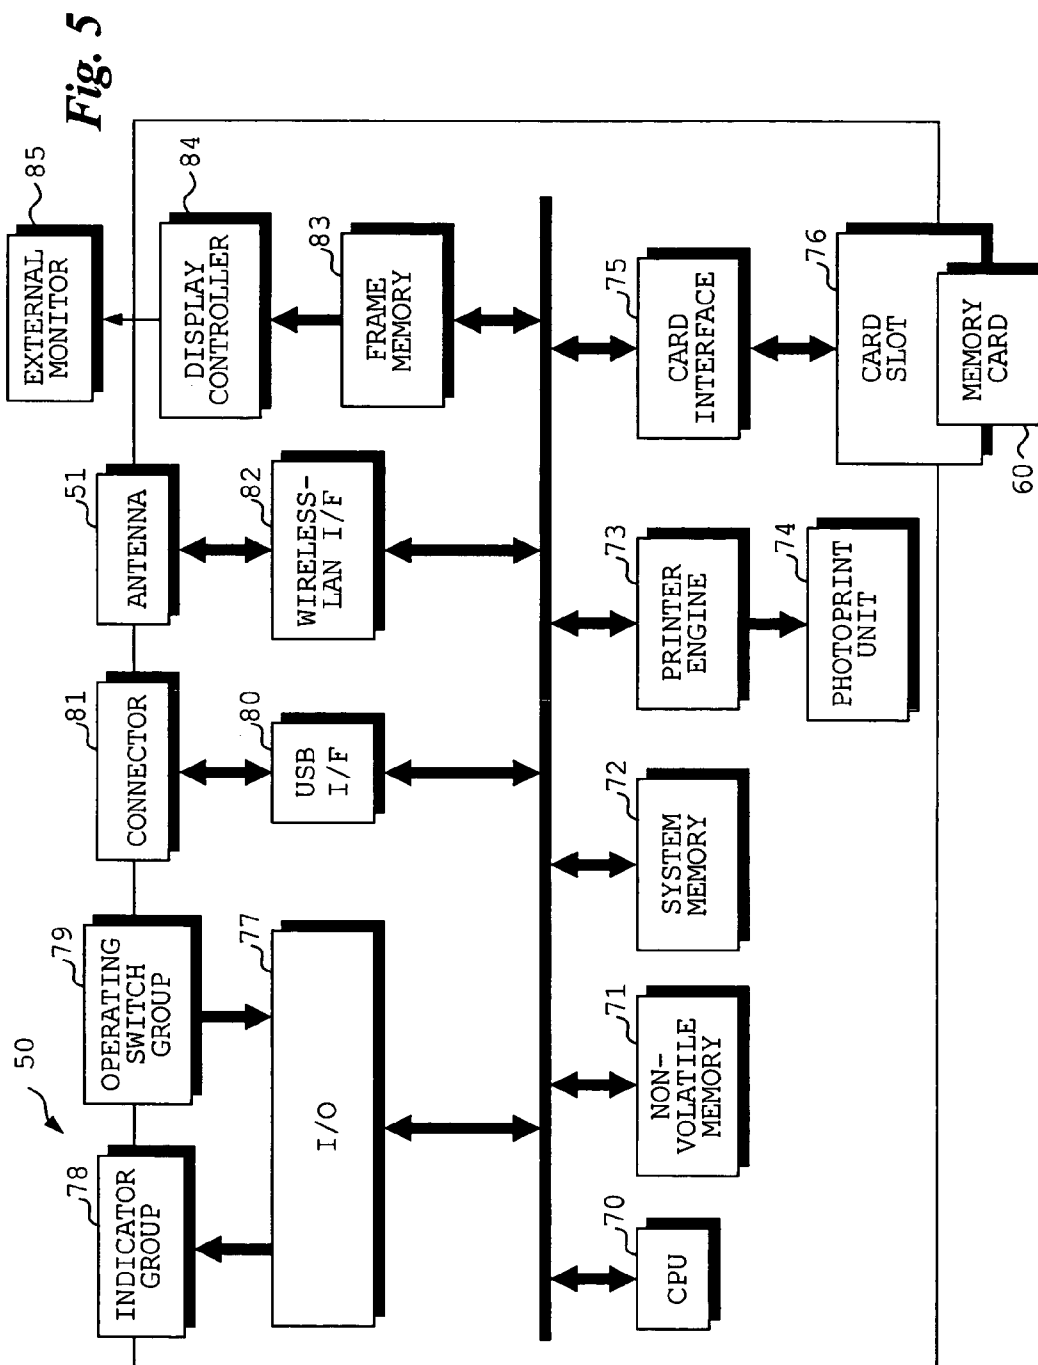 Fig. 5
50
78
INDICATOR
GROUP
79
OPERATING
SWITCH
GROUP
81
CONNECTOR
51
ANTENNA
85
EXTERNAL
MONITOR
77
I/O
80
USB
I/F
82
WIRELESS-
LAN I/F
84
DISPLAY
CONTROLLER
83
FRAME
MEMORY
70
CPU
71
NON-
VOLATILE
MEMORY
72
SYSTEM
MEMORY
73
PRINTER
ENGINE
74
PHOTOPRINT
UNIT
75
CARD
INTERFACE
76
CARD
SLOT
60
MEMORY
CARD